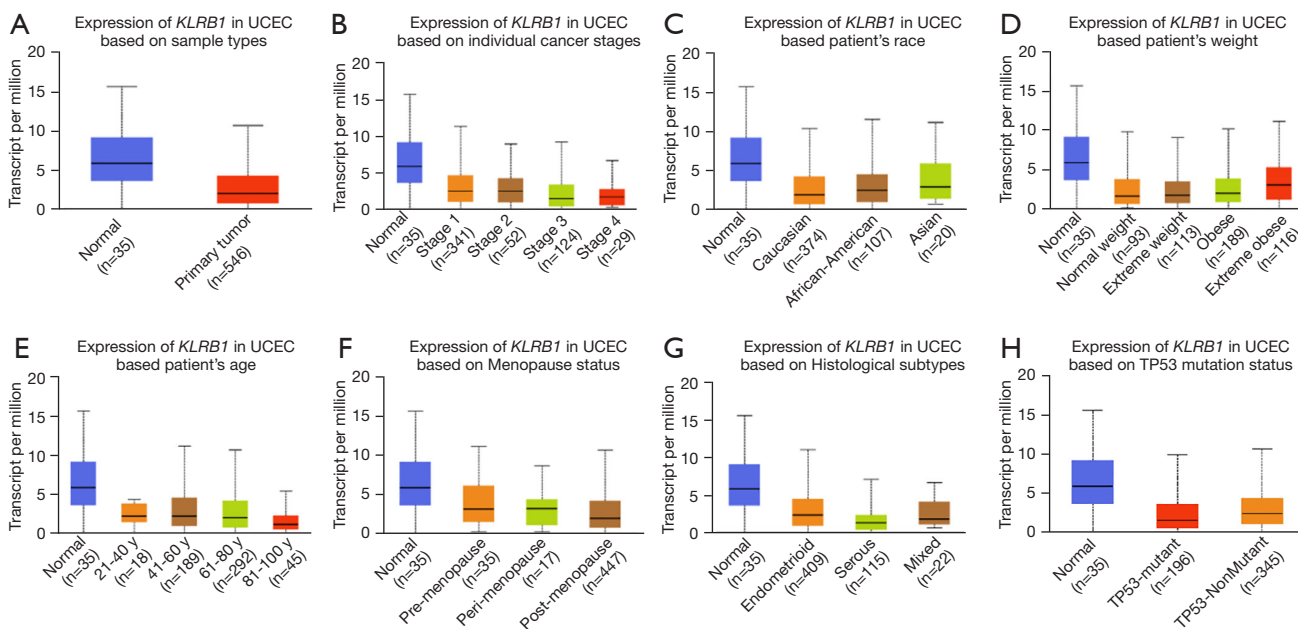 A
Expression of KLRB1 in UCEC
based on sample types
Transcript per million
20
15
10
5
0
Normal
(n=35)
Primary tumor
(n=546)
B
Expression of KLRB1 in UCEC
based on individual cancer stages
Transcript per million
20
15
10
5
0
Normal
(n=35)
Stage 1
(n=341)
Stage 2
(n=52)
Stage 3
(n=124)
Stage 4
(n=29)
C
Expression of KLRB1 in UCEC
based patient's race
Transcript per million
20
15
10
5
0
Normal
(n=35)
Caucasian
(n=374)
African-American
(n=107)
Asian
(n=20)
D
Expression of KLRB1 in UCEC
based patient's weight
Transcript per million
20
15
10
5
0
Normal
(n=35)
Normal weight
(n=93)
Extreme weight
(n=113)
Obese
(n=189)
Extreme obese
(n=116)
E
Expression of KLRB1 in UCEC
based patient's age
Transcript per million
20
15
10
5
0
Normal
(n=35)
21-40 y
(n=18)
41-60 y
(n=189)
61-80 y
(n=292)
81-100 y
(n=45)
F
Expression of KLRB1 in UCEC
based on Menopause status
Transcript per million
20
15
10
5
0
Normal
(n=35)
Pre-menopause
(n=35)
Peri-menopause
(n=17)
Post-menopause
(n=447)
G
Expression of KLRB1 in UCEC
based on Histological subtypes
Transcript per million
20
15
10
5
0
Normal
(n=35)
Endometrioid
(n=409)
Serous
(n=115)
Mixed
(n=22)
H
Expression of KLRB1 in UCEC
based on TP53 mutation status
Transcript per million
20
15
10
5
0
Normal
(n=35)
TP53-mutant
(n=196)
TP53-NonMutant
(n=345)